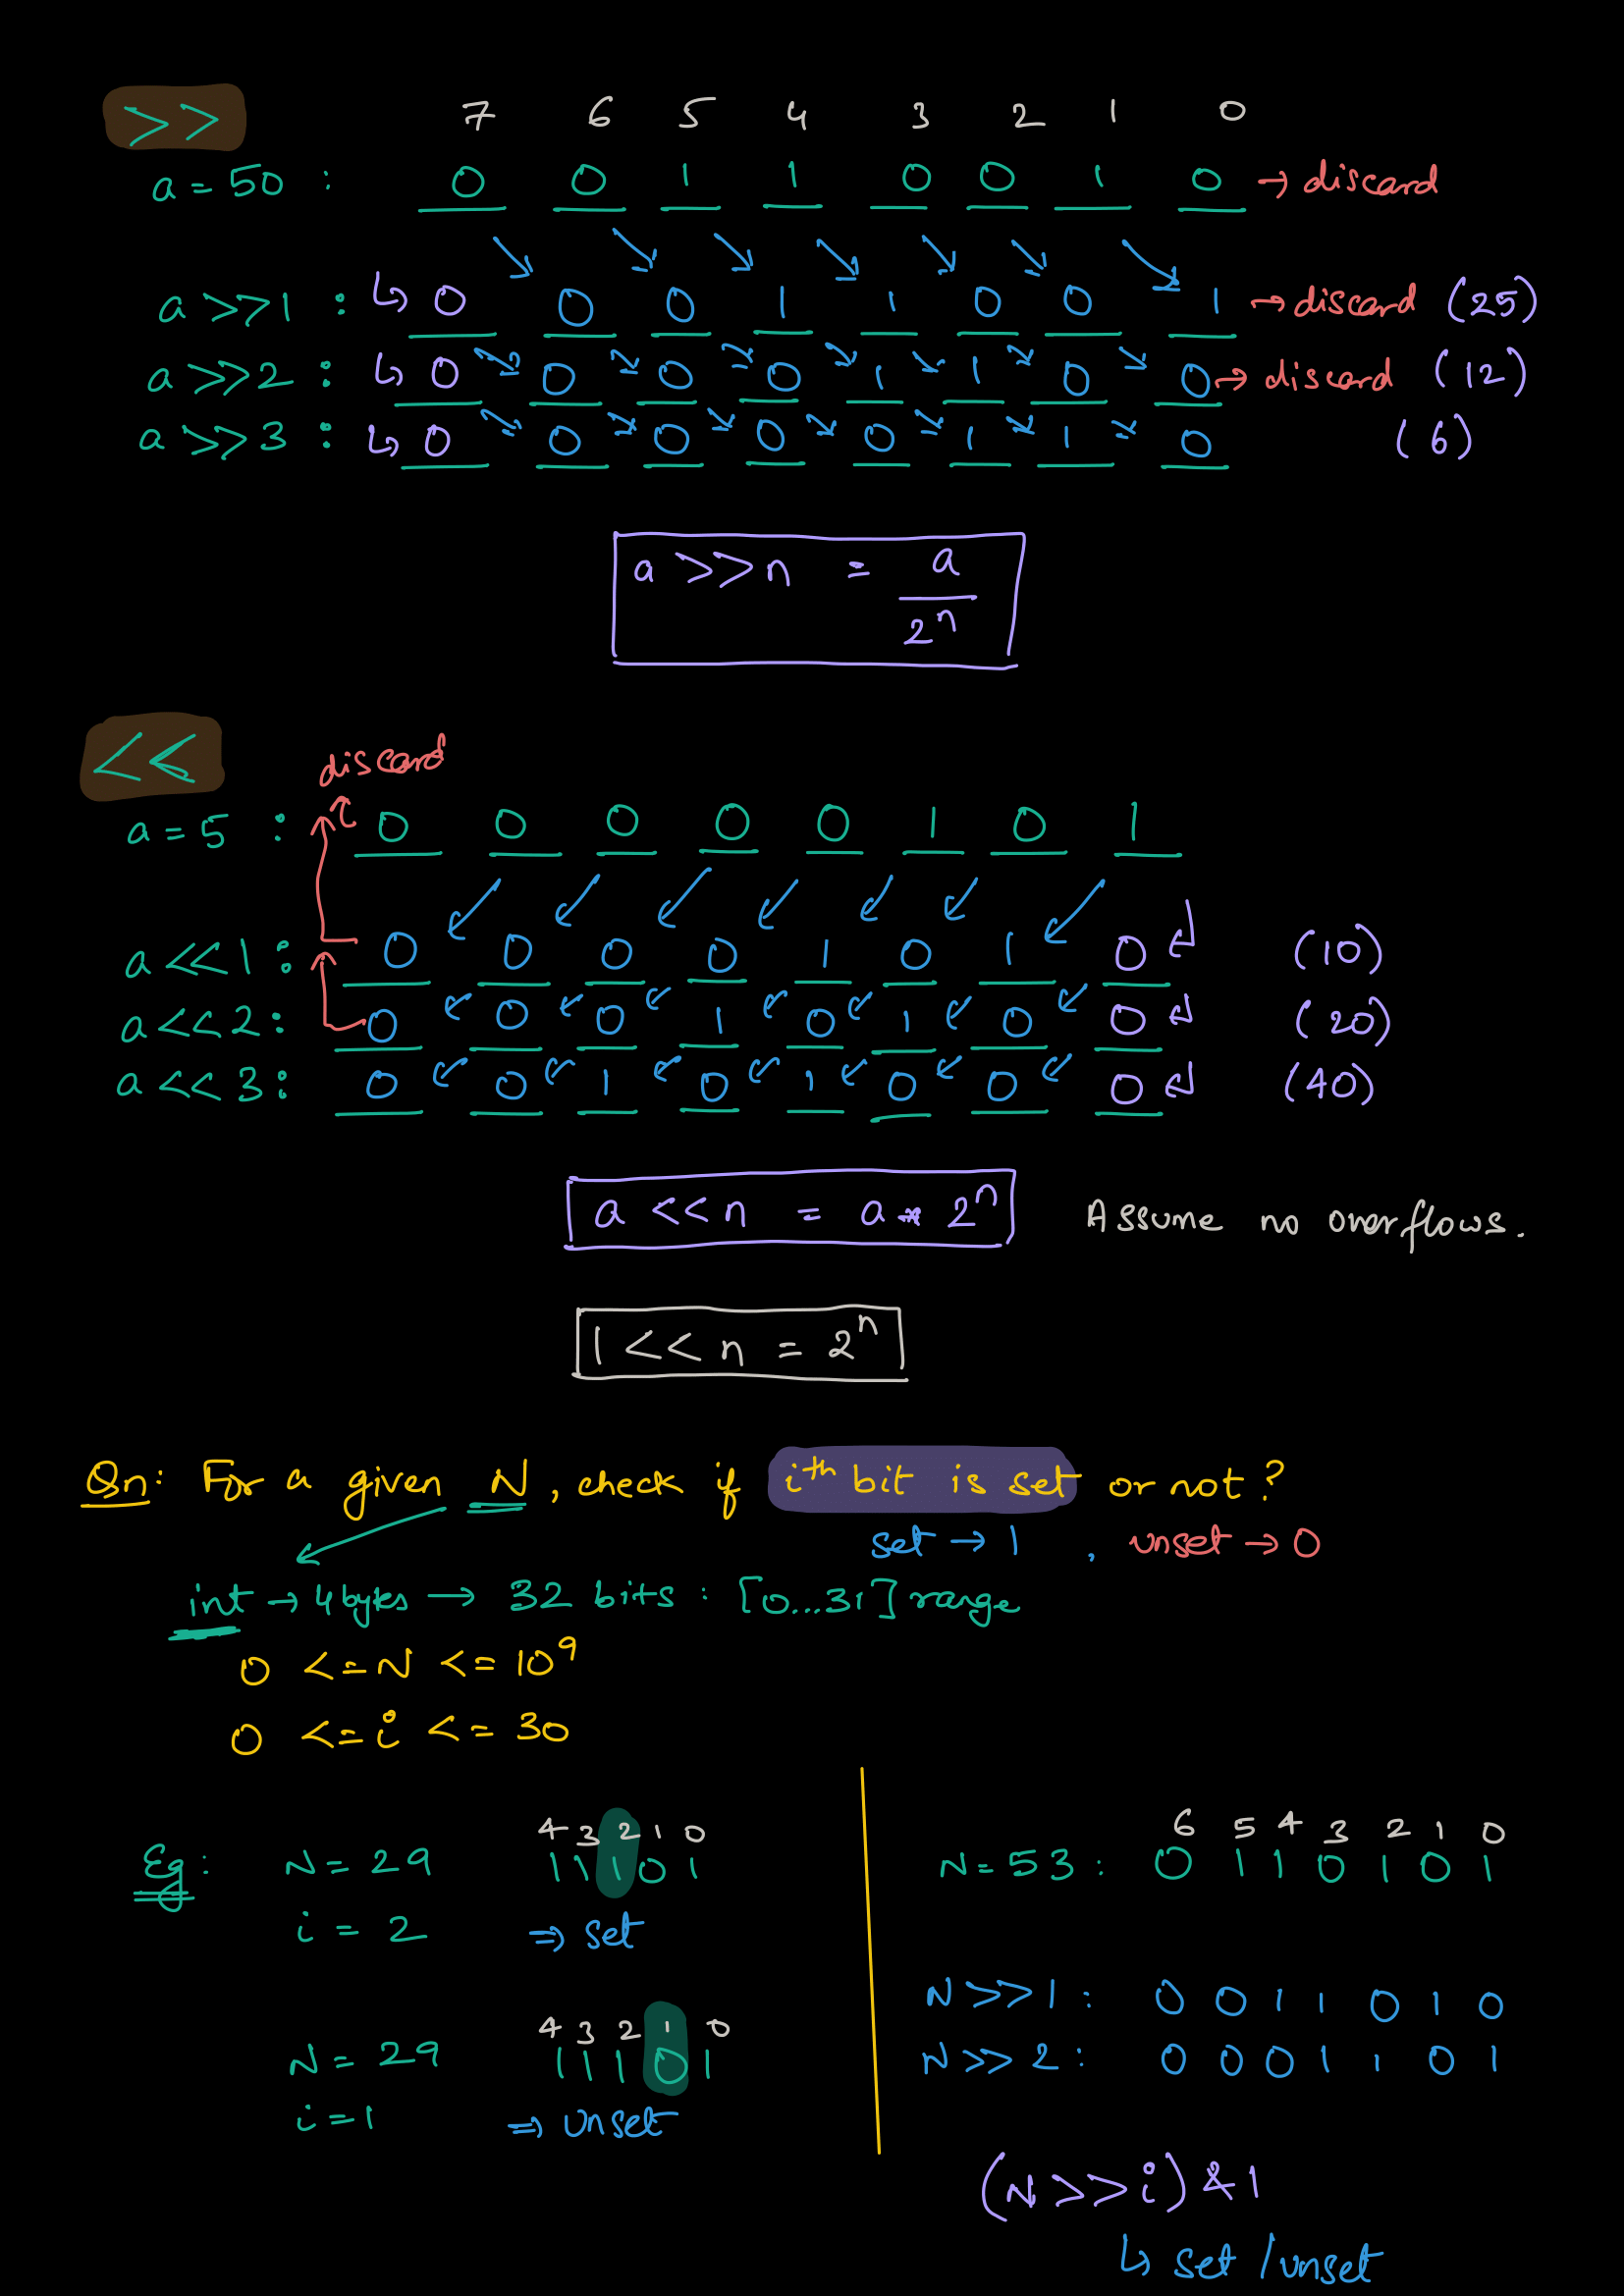 >> 7 6 5 4 3 2 1 0
a = 50 : 0 0 1 1 0 0 1 0 → discard
a >> 1 : ↳ 0 0 0 1 1 0 0 1 → discard (25)
a >> 2 : ↳ 0 0 0 0 1 1 0 0 → discard (12)
a >> 3 : ↳ 0 0 0 0 0 1 1 0 (6)
a >> n = a
2^n
<<
discard
a = 5 : 0 0 0 0 0 1 0 1
a << 1 : 0 0 0 0 1 0 1 0 (10)
a << 2 : 0 0 0 1 0 1 0 0 (20)
a << 3 : 0 0 1 0 1 0 0 0 (40)
a << n = a * 2^n Assume no overflows.
1 << n = 2^n
Qn: For a given N, check if i^th bit is set or not?
set → 1 , unset → 0
int → 4 bytes → 32 bits : [0...31] range
0 <= N <= 10^9
0 <= i <= 30
4 3 2 1 0
Eg : N = 29 1 1 1 0 1
i = 2 ⇒ set
4 3 2 1 0
N = 29 1 1 1 0 1
i = 1 ⇒ unset
6 5 4 3 2 1 0
N = 53 : 0 1 1 0 1 0 1
N >> 1 : 0 0 1 1 0 1 0
N >> 2 : 0 0 0 1 1 0 1
(N >> i) & 1
↳ set / unset